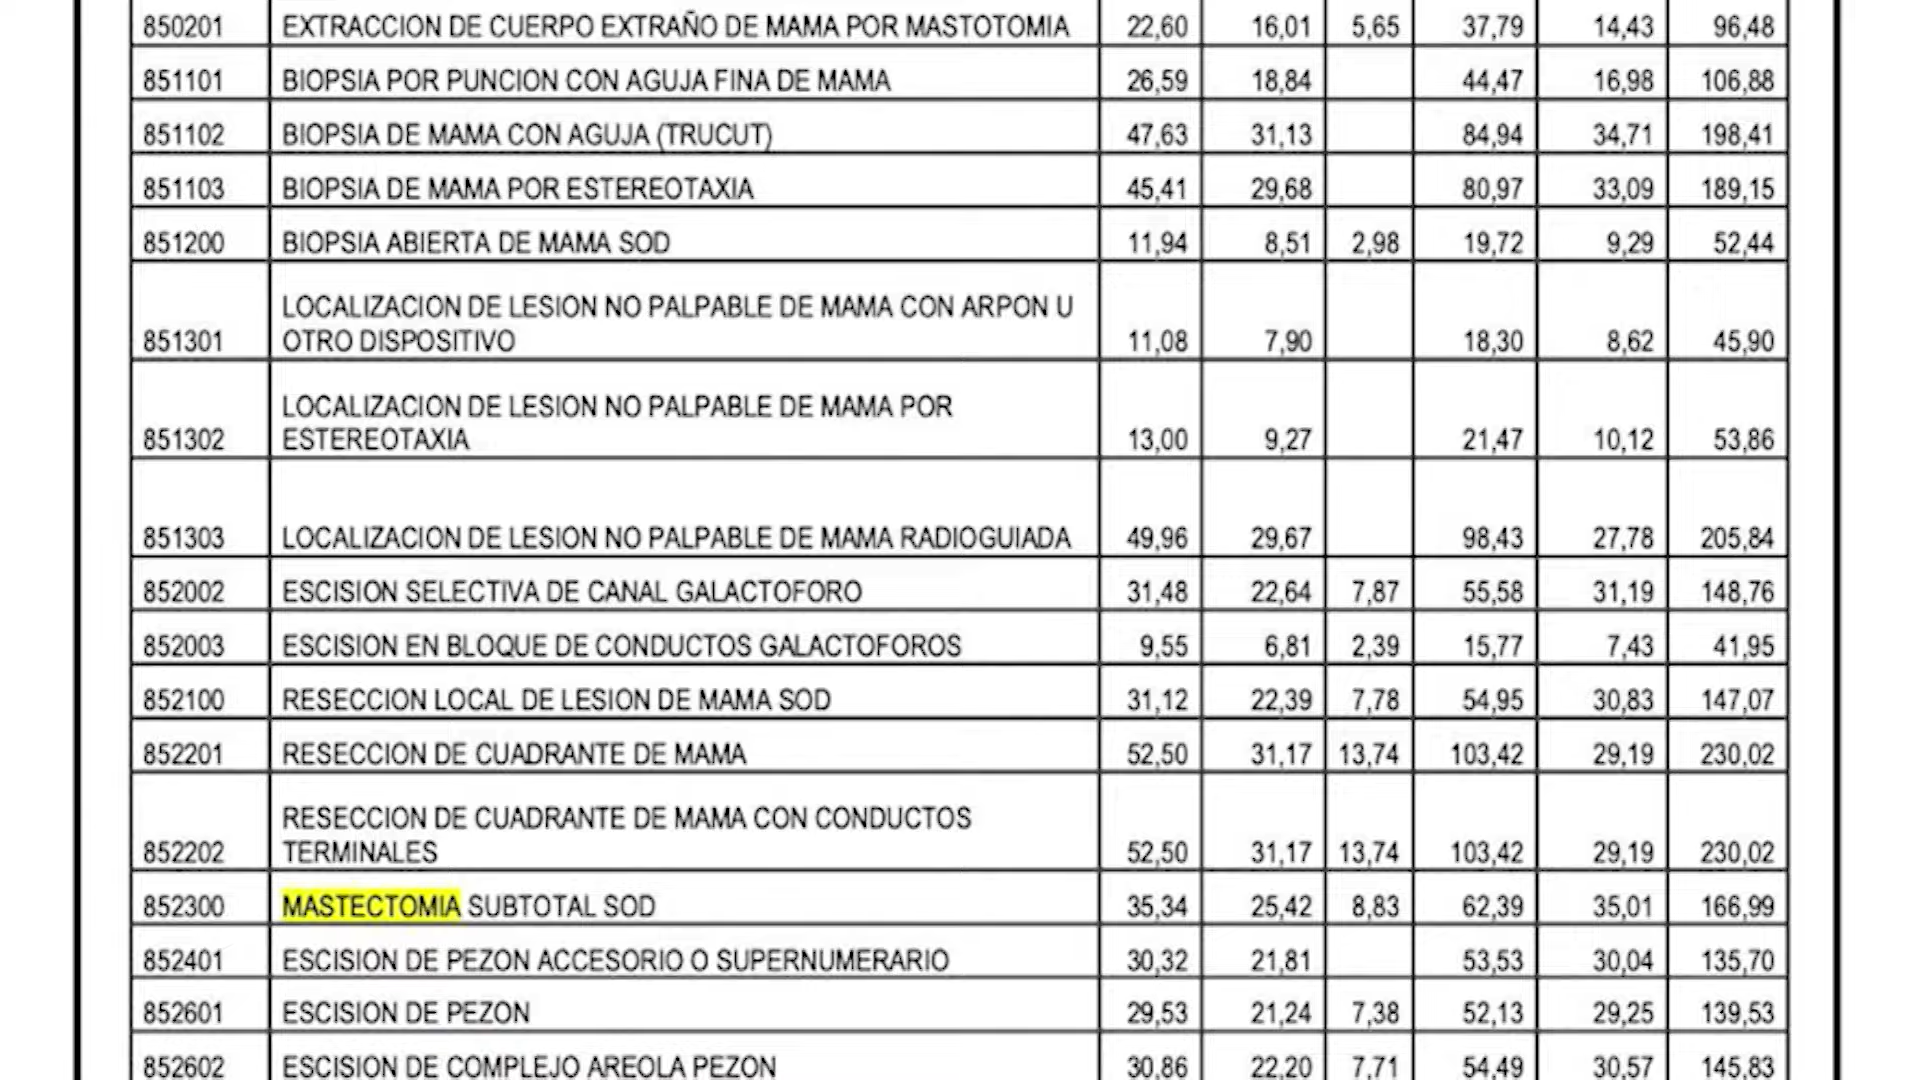 850201 EXTRACCION DE CUERPO EXTRAÑO DE MAMA POR MASTOTOMIA 22,60 16,01 5,65 37,79 14,43 96,48
851101 BIOPSIA POR PUNCION CON AGUJA FINA DE MAMA 26,59 18,84 44,47 16,98 106,88
851102 BIOPSIA DE MAMA CON AGUJA (TRUCUT) 47,63 31,13 84,94 34,71 198,41
851103 BIOPSIA DE MAMA POR ESTEREOTAXIA 45,41 29,68 80,97 33,09 189,15
851200 BIOPSIA ABIERTA DE MAMA SOD 11,94 8,51 2,98 19,72 9,29 52,44
LOCALIZACION DE LESION NO PALPABLE DE MAMA CON ARPON U
851301 OTRO DISPOSITIVO 11,08 7,90 18,30 8,62 45,90
LOCALIZACION DE LESION NO PALPABLE DE MAMA POR
851302 ESTEREOTAXIA 13,00 9,27 21,47 10,12 53,86
851303 LOCALIZACION DE LESION NO PALPABLE DE MAMA RADIOGUIADA 49,96 29,67 98,43 27,78 205,84
852002 ESCISION SELECTIVA DE CANAL GALACTOFORO 31,48 22,64 7,87 55,58 31,19 148,76
852003 ESCISION EN BLOQUE DE CONDUCTOS GALACTOFOROS 9,55 6,81 2,39 15,77 7,43 41,95
852100 RESECCION LOCAL DE LESION DE MAMA SOD 31,12 22,39 7,78 54,95 30,83 147,07
852201 RESECCION DE CUADRANTE DE MAMA 52,50 31,17 13,74 103,42 29,19 230,02
RESECCION DE CUADRANTE DE MAMA CON CONDUCTOS
852202 TERMINALES 52,50 31,17 13,74 103,42 29,19 230,02
852300 MASTECTOMIA SUBTOTAL SOD 35,34 25,42 8,83 62,39 35,01 166,99
852401 ESCISION DE PEZON ACCESORIO O SUPERNUMERARIO 30,32 21,81 53,53 30,04 135,70
852601 ESCISION DE PEZON 29,53 21,24 7,38 52,13 29,25 139,53
852602 ESCISION DE COMPLEJO AREOLA PEZON 30,86 22,20 7,71 54,49 30,57 145,83